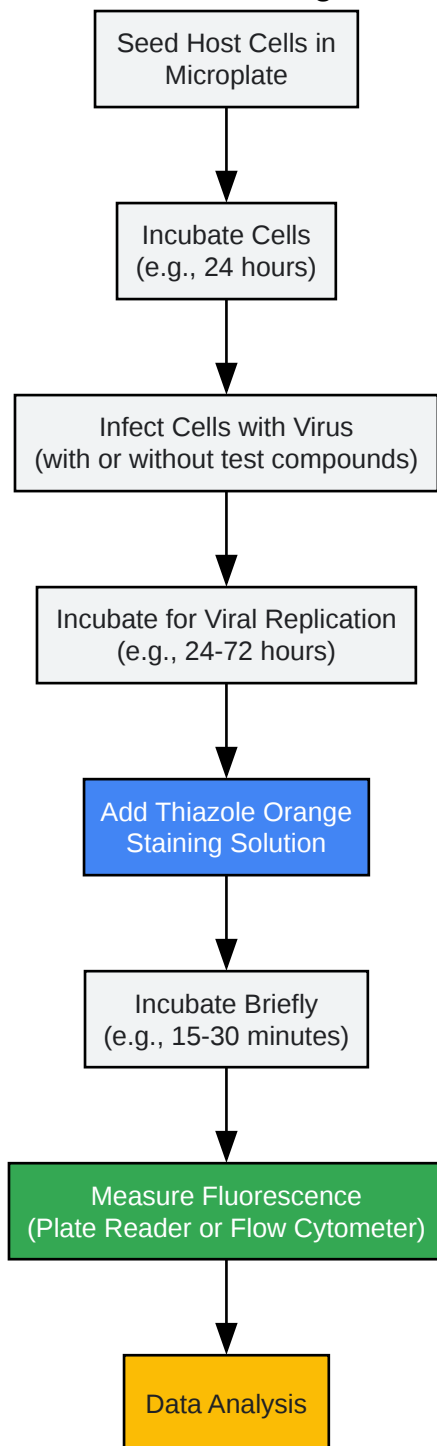 Seed Host Cells in
Microplate
Incubate Cells
(e.g., 24 hours)
Infect Cells with Virus
(with or without test compounds)
Incubate for Viral Replication
(e.g., 24-72 hours)
Add Thiazole Orange
Staining Solution
Incubate Briefly
(e.g., 15-30 minutes)
Measure Fluorescence
(Plate Reader or Flow Cytometer)
Data Analysis